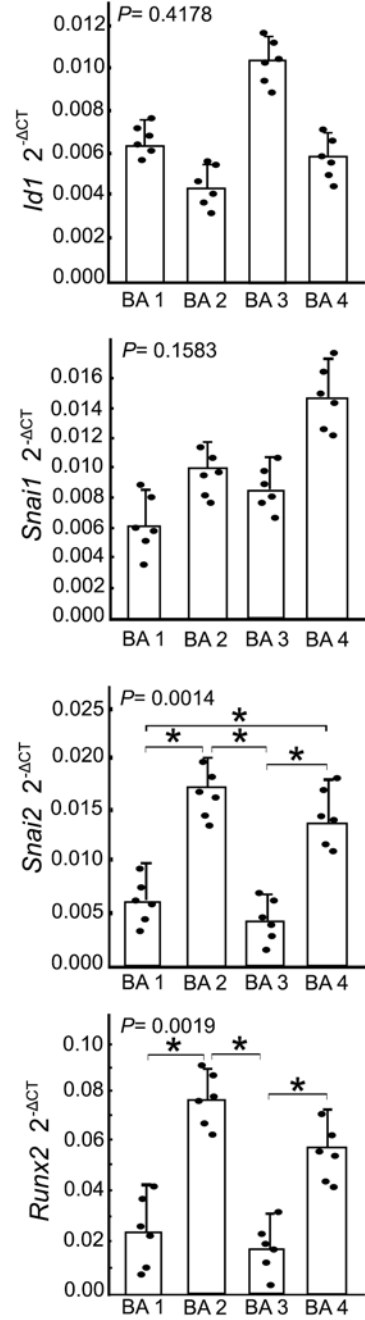 P= 0.4178
Id1 2^-ΔCT
0.012
0.010
0.008
0.006
0.004
0.002
0.000
BA 1 BA 2 BA 3 BA 4
P= 0.1583
Snai1 2^-ΔCT
0.016
0.014
0.012
0.010
0.008
0.006
0.004
0.002
0.000
BA 1 BA 2 BA 3 BA 4
P= 0.0014
Snai2 2^-ΔCT
0.025
0.020
0.015
0.010
0.005
0.000
*
* * *
BA 1 BA 2 BA 3 BA 4
P= 0.0019
Runx2 2^-ΔCT
0.10
0.08
0.06
0.04
0.02
0.00
* * *
BA 1 BA 2 BA 3 BA 4